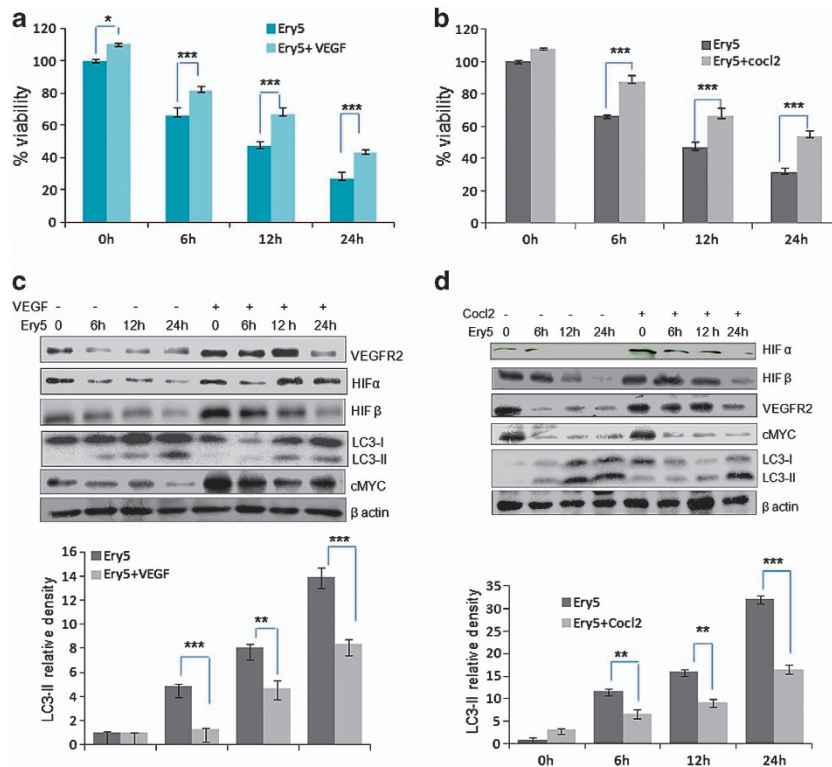 a
Ery5
Ery5+ VEGF
% viability
120
100
80
60
40
20
0
*
***
***
***
0h
6h
12h
24h
b
Ery5
Ery5+cocl2
% viability
120
100
80
60
40
20
0
***
***
***
0h
6h
12h
24h
c
VEGF - - - - + + + +
Ery5 0 6h 12h 24h 0 6h 12 h 24h
VEGFR2
HIFα
HIF β
LC3-I
LC3-II
cMYC
β actin
Ery5
Ery5+VEGF
LC3-II relative density
16
14
12
10
8
6
4
2
0
***
**
***
d
Cocl2 - - - - + + + +
Ery5 0 6h 12h 24h 0 6h 12 h 24h
HIF α
HIF β
VEGFR2
cMYC
LC3-I
LC3-II
β actin
Ery5
Ery5+Cocl2
LC3-II relative density
35
30
25
20
15
10
5
0
**
**
***
0h
6h
12h
24h